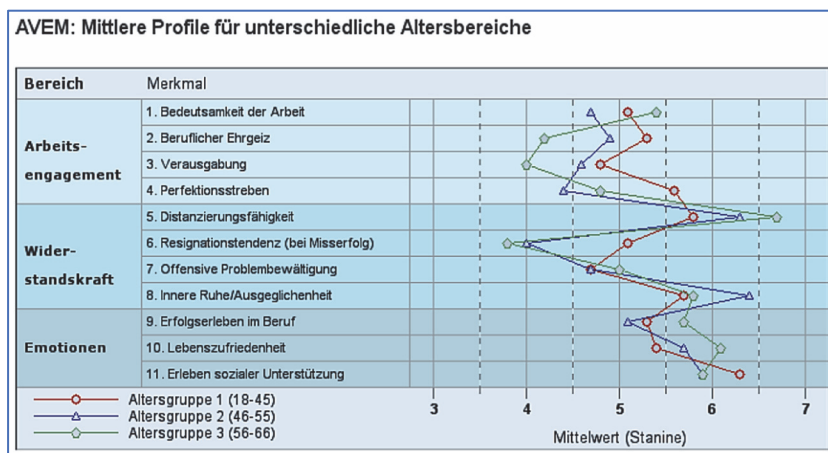 AVEM: Mittlere Profile für unterschiedliche Altersbereiche
Bereich Merkmal
Arbeits-
engagement
1. Bedeutsamkeit der Arbeit
2. Beruflicher Ehrgeiz
3. Verausgabung
4. Perfektionsstreben
Wider-
standskraft
5. Distanzierungsfähigkeit
6. Resignationstendenz (bei Misserfolg)
7. Offensive Problembewältigung
8. Innere Ruhe/Ausgeglichenheit
Emotionen
9. Erfolgserleben im Beruf
10. Lebenszufriedenheit
11. Erleben sozialer Unterstützung
Altersgruppe 1 (18-45)
Altersgruppe 2 (46-55)
Altersgruppe 3 (56-66)
3 4 5 6 7
Mittelwert (Stanine)